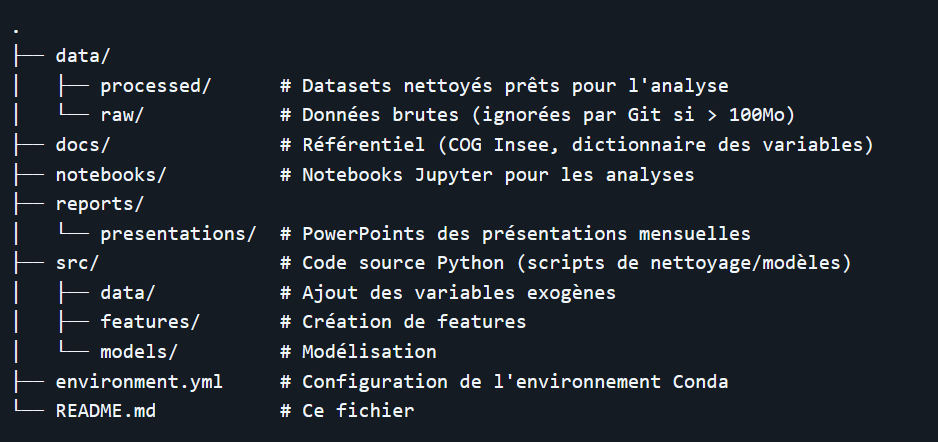 .
├── data/
│   ├── processed/      # Datasets nettoyés prêts pour l'analyse
│   └── raw/            # Données brutes (ignorées par Git si > 100Mo)
├── docs/               # Référentiel (COG Insee, dictionnaire des variables)
├── notebooks/          # Notebooks Jupyter pour les analyses
├── reports/
│   └── presentations/  # PowerPoints des présentations mensuelles
├── src/                # Code source Python (scripts de nettoyage/modèles)
│   ├── data/           # Ajout des variables exogènes
│   ├── features/       # Création de features
│   └── models/         # Modélisation
├── environment.yml     # Configuration de l'environnement Conda
└── README.md           # Ce fichier